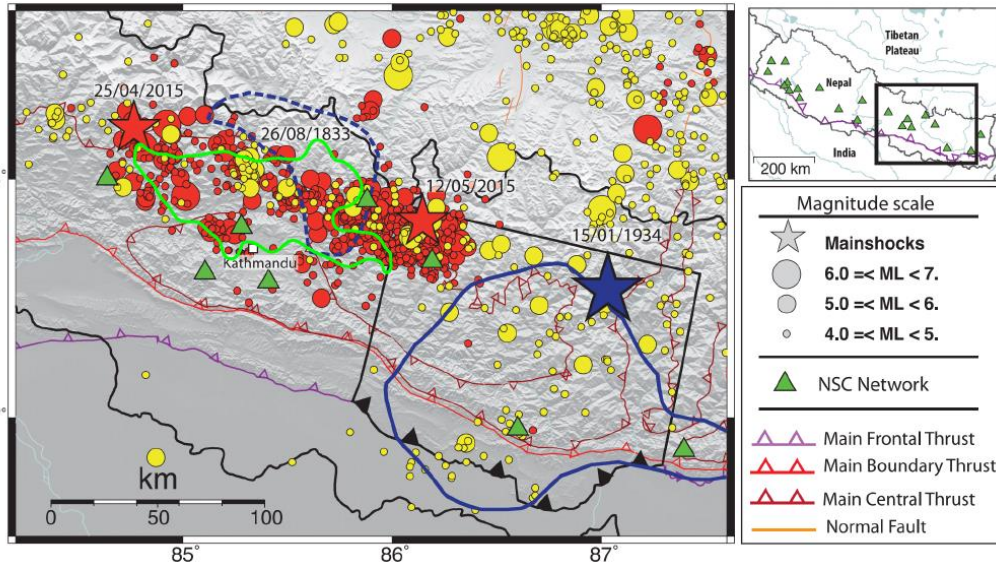 25/04/2015
26/08/1833
12/05/2015
15/01/1934
Kathmandu
km
0 50 100
85° 86° 87°
Tibetan
Plateau
Nepal
India
200 km
Magnitude scale
Mainshocks
6.0 =< ML < 7.
5.0 =< ML < 6.
4.0 =< ML < 5.
NSC Network
Main Frontal Thrust
Main Boundary Thrust
Main Central Thrust
Normal Fault